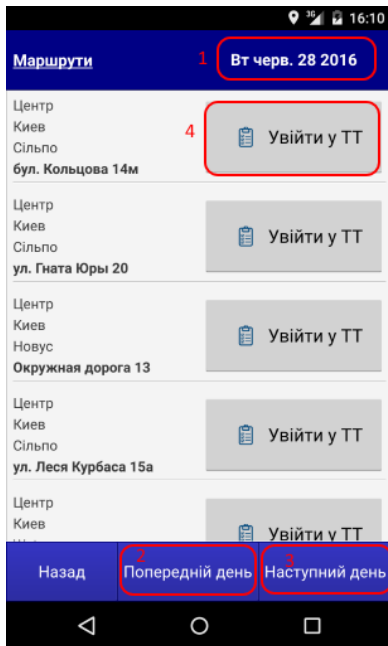 3G 16:10
Маршрути 1 Вт черв. 28 2016
Центр
Киев
Сільпо
бул. Кольцова 14м
4 Увійти у ТТ
Центр
Киев
Сільпо
ул. Гната Юры 20
Увійти у ТТ
Центр
Киев
Новус
Окружная дорога 13
Увійти у ТТ
Центр
Киев
Сільпо
ул. Леся Курбаса 15а
Увійти у ТТ
Центр
Киев
Увійти у ТТ
2 3
Назад Попередній день Наступний день